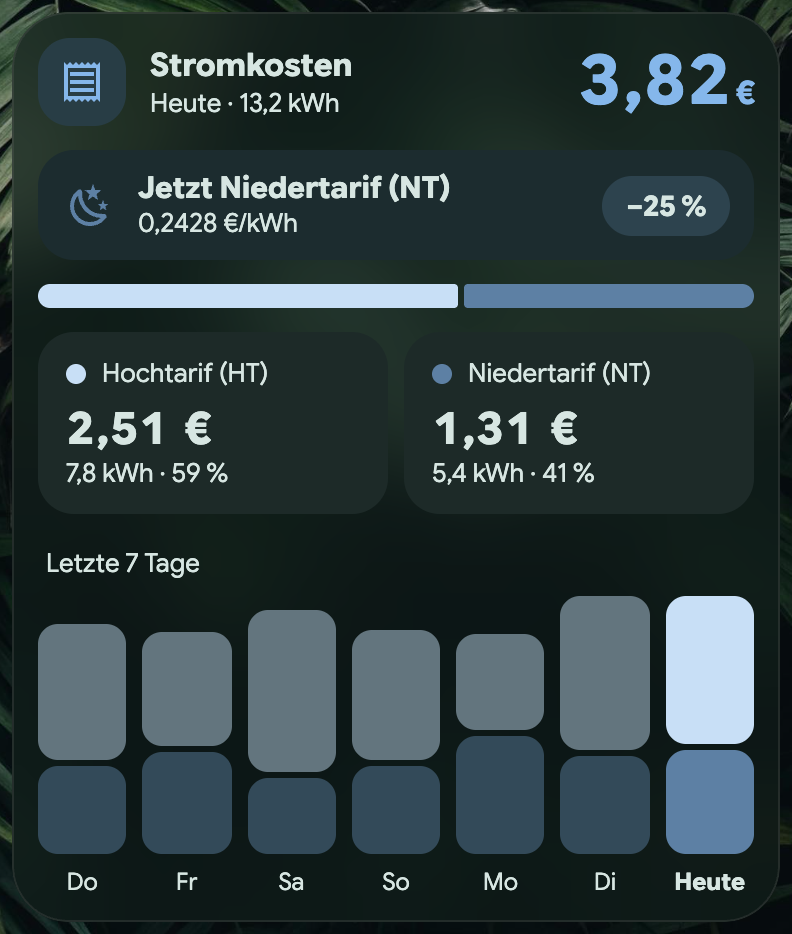 Stromkosten
Heute · 13,2 kWh
3,82 €
Jetzt Niedertarif (NT)
0,2428 €/kWh
−25 %
Hochtarif (HT)
2,51 €
7,8 kWh · 59 %
Niedertarif (NT)
1,31 €
5,4 kWh · 41 %
Letzte 7 Tage
Do Fr Sa So Mo Di Heute